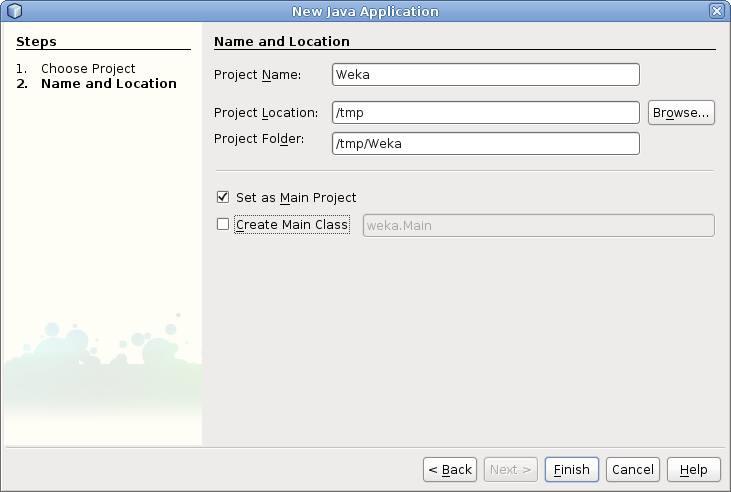 New Java Application
Steps
1. Choose Project
2. Name and Location
Name and Location
Project Name: Weka
Project Location: /tmp Browse...
Project Folder: /tmp/Weka
Set as Main Project
Create Main Class weka.Main
< Back Next > Finish Cancel Help